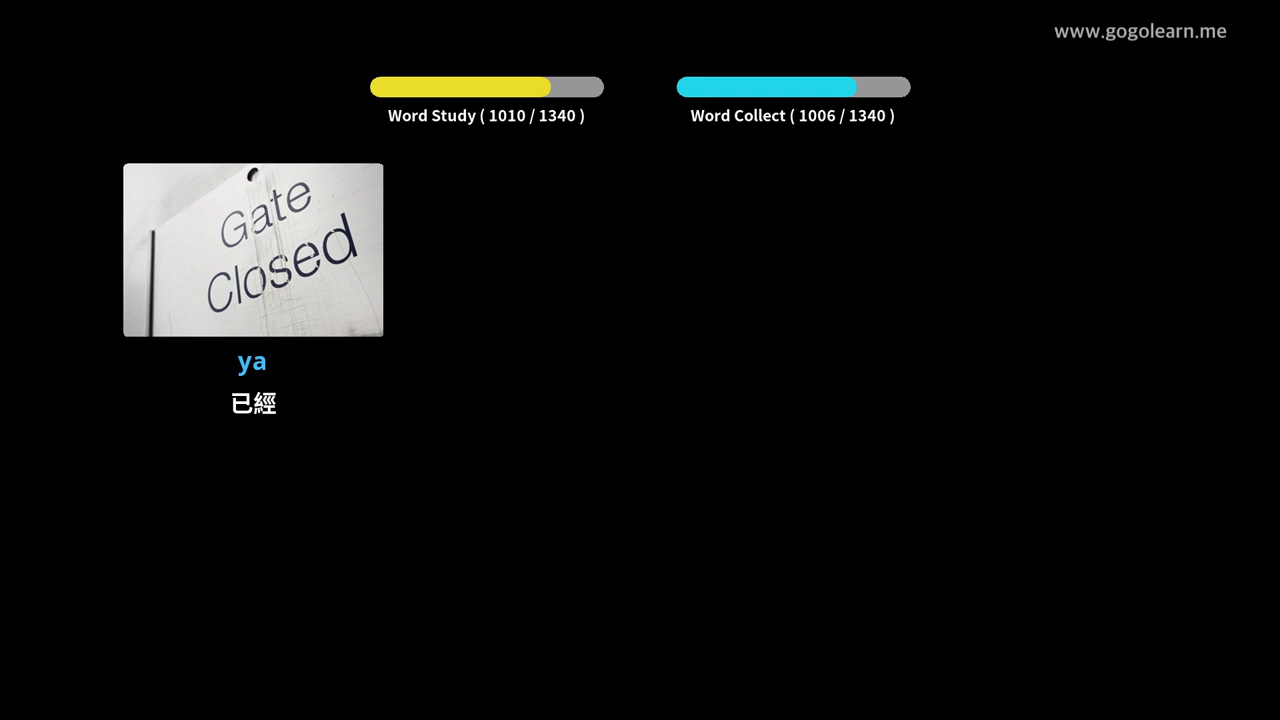 www.gogolearn.me
Word Study ( 1010 / 1340 )
Word Collect ( 1006 / 1340 )
Gate
Closed
ya
已經